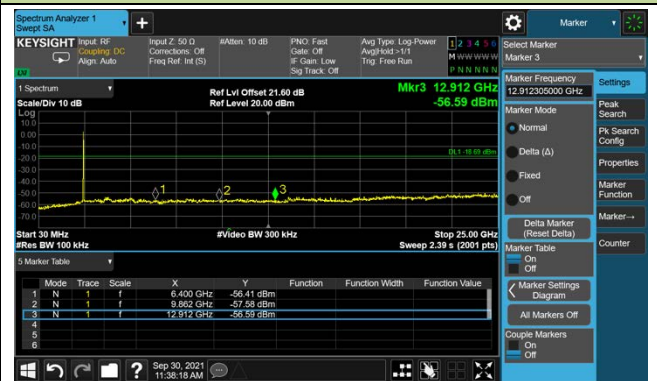 Spectrum Analyzer 1
Swept SA
Marker
KEYSIGHT Input: RF Input Z: 50 Ω #Atten: 10 dB PNO: Fast Avg Type: Log-Power 1 2 3 4 5 6
Coupling: DC Corrections: Off Gate: Off Avg|Hold:>1/1 M W W W W W
Align: Auto Freq Ref: Int (S) IF Gain: Low Trig: Free Run
Sig Track: Off P N N N N N
LXI
Select Marker
Marker 3
1 Spectrum
Ref Lvl Offset 21.60 dB
Mkr3 12.912 GHz
Scale/Div 10 dB
Ref Level 20.00 dBm
-56.59 dBm
Log
10.0
0.00
-10.0
DL1 -18.69 dBm
-20.0
-30.0
-40.0
-50.0
-60.0
-70.0
1
2
3
Start 30 MHz
#Video BW 300 kHz
Stop 25.00 GHz
#Res BW 100 kHz
Sweep 2.39 s (2001 pts)
5 Marker Table
Mode Trace Scale X Y Function Function Width Function Value
1 N 1 f 6.400 GHz -56.41 dBm
2 N 1 f 9.862 GHz -57.58 dBm
3 N 1 f 12.912 GHz -56.59 dBm
4
5
6
Marker Frequency
12.912305000 GHz
Marker Mode
Normal
Delta (Δ)
Fixed
Off
Delta Marker
(Reset Delta)
Marker Table
On
Off
Marker Settings
Diagram
All Markers Off
Couple Markers
On
Off
Settings
Peak
Search
Pk Search
Config
Properties
Marker
Function
Marker→
Counter
Sep 30, 2021
11:38:18 AM